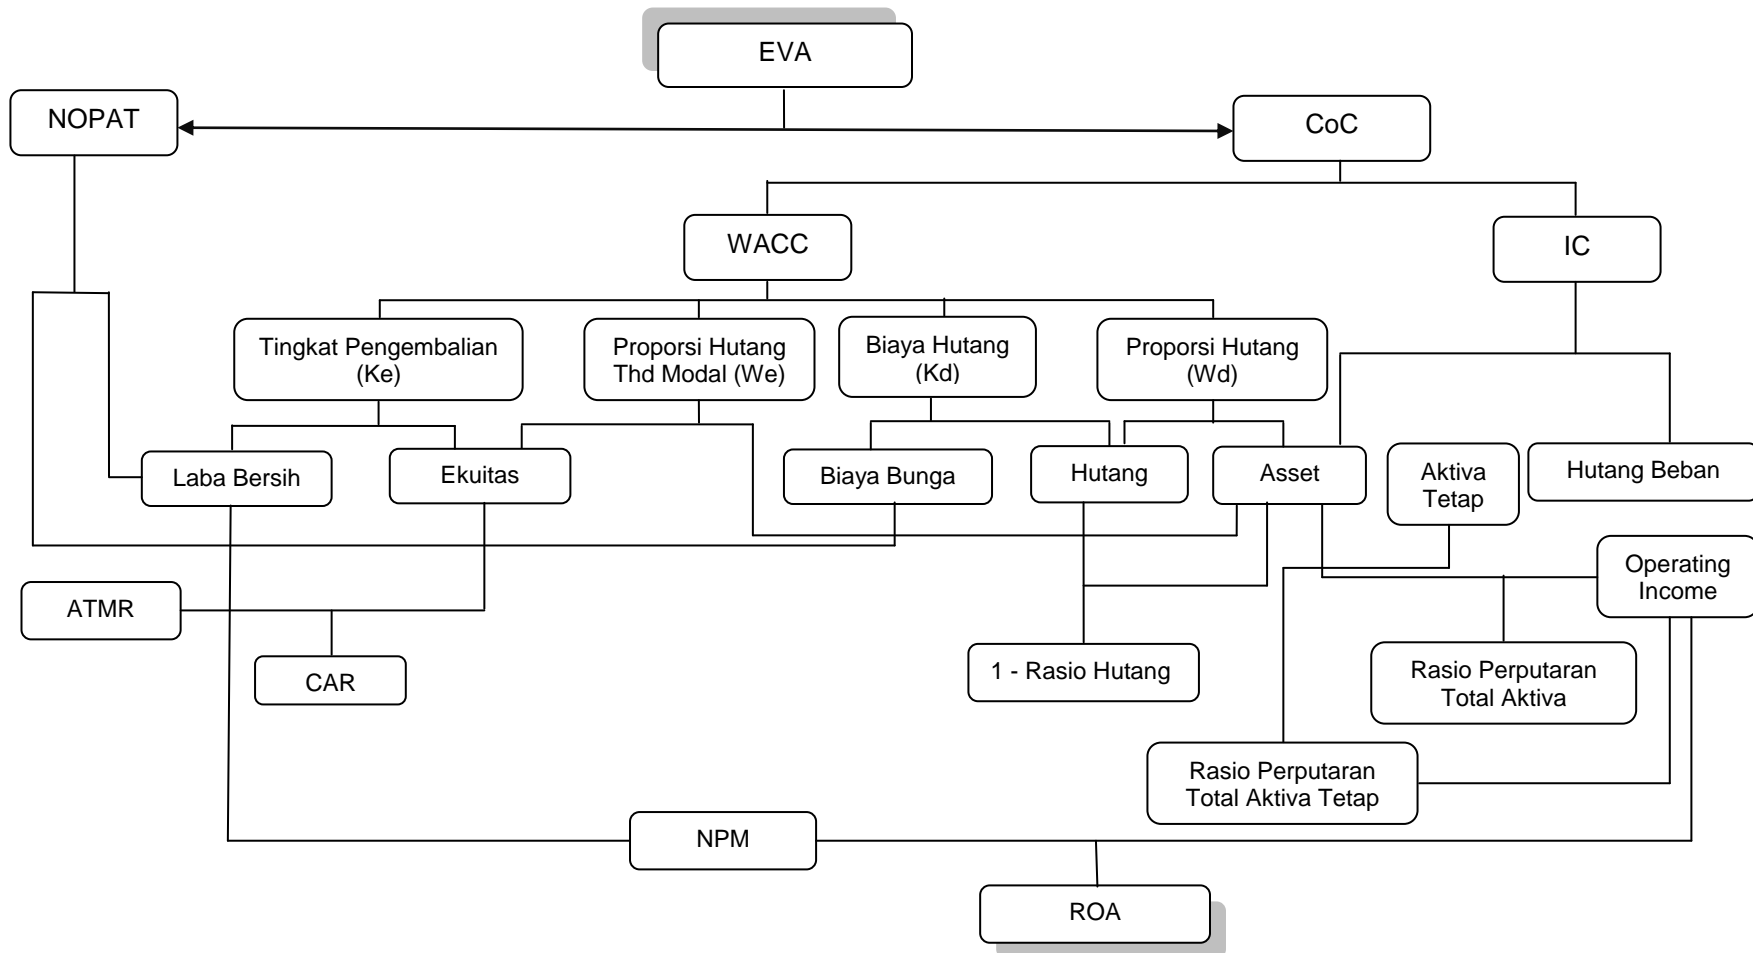 EVA
NOPAT
CoC
WACC
IC
Tingkat Pengembalian
(Ke)
Proporsi Hutang
Thd Modal (We)
Biaya Hutang
(Kd)
Proporsi Hutang
(Wd)
Laba Bersih
Ekuitas
Biaya Bunga
Hutang
Asset
Aktiva
Tetap
Hutang Beban
Operating
Income
ATMR
CAR
1 - Rasio Hutang
Rasio Perputaran
Total Aktiva
Rasio Perputaran
Total Aktiva Tetap
NPM
ROA